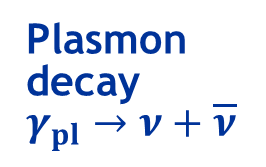 Plasmon
decay
γ_pl → ν + ν̅